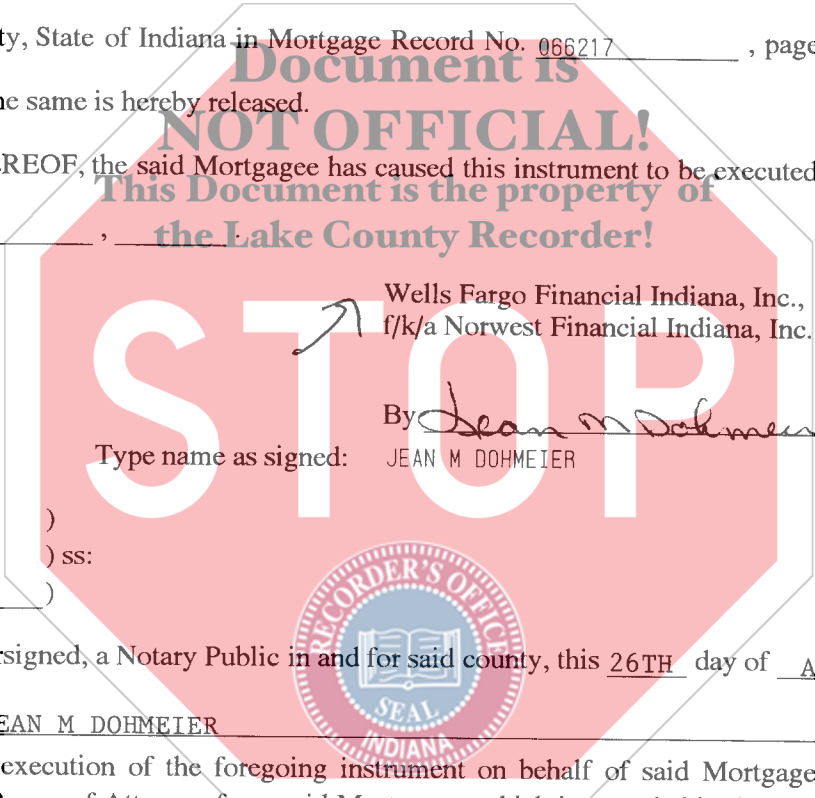 ty, State of Indiana in Mortgage Record No. 066217 , page
Document is
e same is hereby released.
NOT OFFICIAL!
REOF, the said Mortgagee has caused this instrument to be executed
This Document is the property of
, the Lake County Recorder!
Wells Fargo Financial Indiana, Inc.,
f/k/a Norwest Financial Indiana, Inc.
STOP
By Jean M Dohmeier
Type name as signed: JEAN M DOHMEIER
)
) ss:
)
RECORDER'S OFFICE
signed, a Notary Public in and for said county, this 26TH day of A
SEAL
EAN M DOHMEIER
INDIANA
execution of the foregoing instrument on behalf of said Mortgage